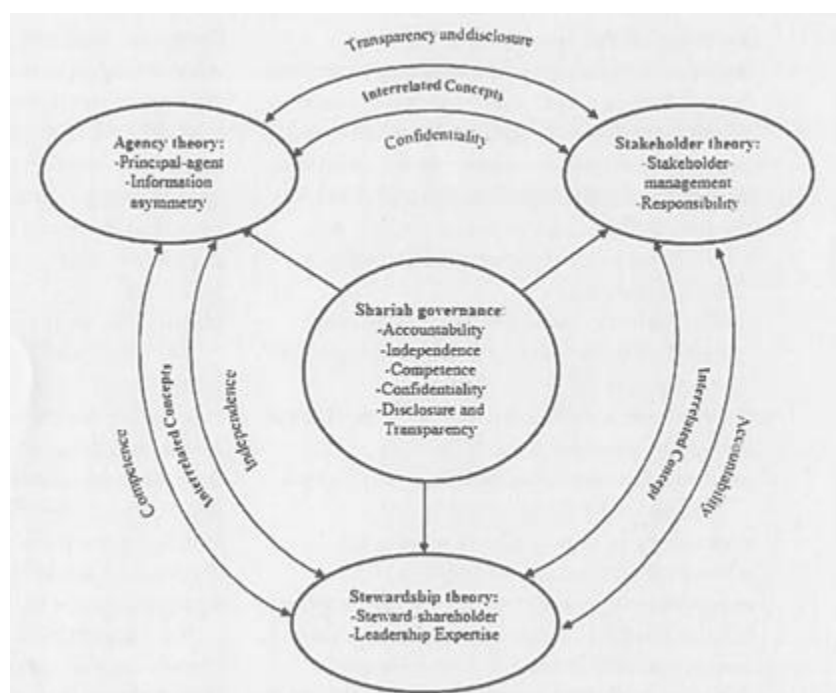 Transparency and disclosure
Interrelated Concepts
Confidentiality
Agency theory:
-Principal-agent
-Information
asymmetry
Stakeholder theory:
-Stakeholder-
management
-Responsibility
Shariah governance:
-Accountability
-Independence
-Competence
-Confidentiality
-Disclosure and
Transparency
Competence
Interrelated Concepts
Independence
Interrelated Concept
Accountability
Stewardship theory:
-Steward-shareholder
-Leadership Expertise